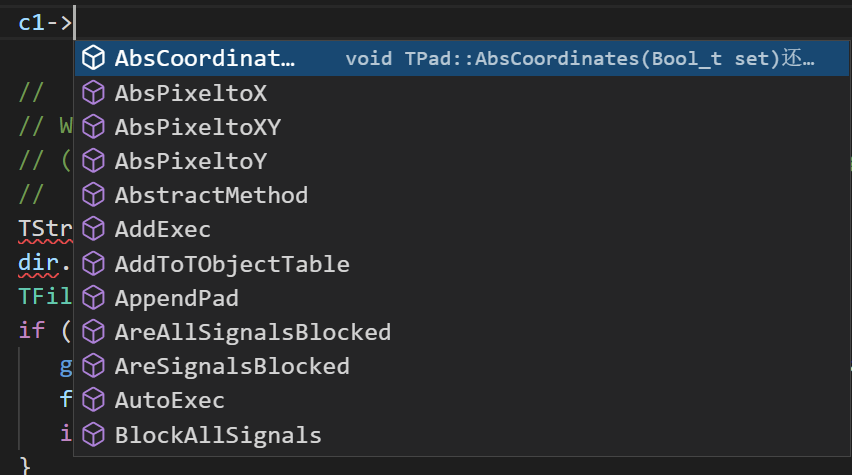 c1->
AbsCoordinat… void TPad::AbsCoordinates(Bool_t set)还…
// AbsPixeltoX
// W AbsPixeltoXY
// ( AbsPixeltoY
// AbstractMethod
TStr AddExec
dir. AddToTObjectTable
TFil AppendPad
if ( AreAllSignalsBlocked
g AreSignalsBlocked
f AutoExec
i BlockAllSignals
}